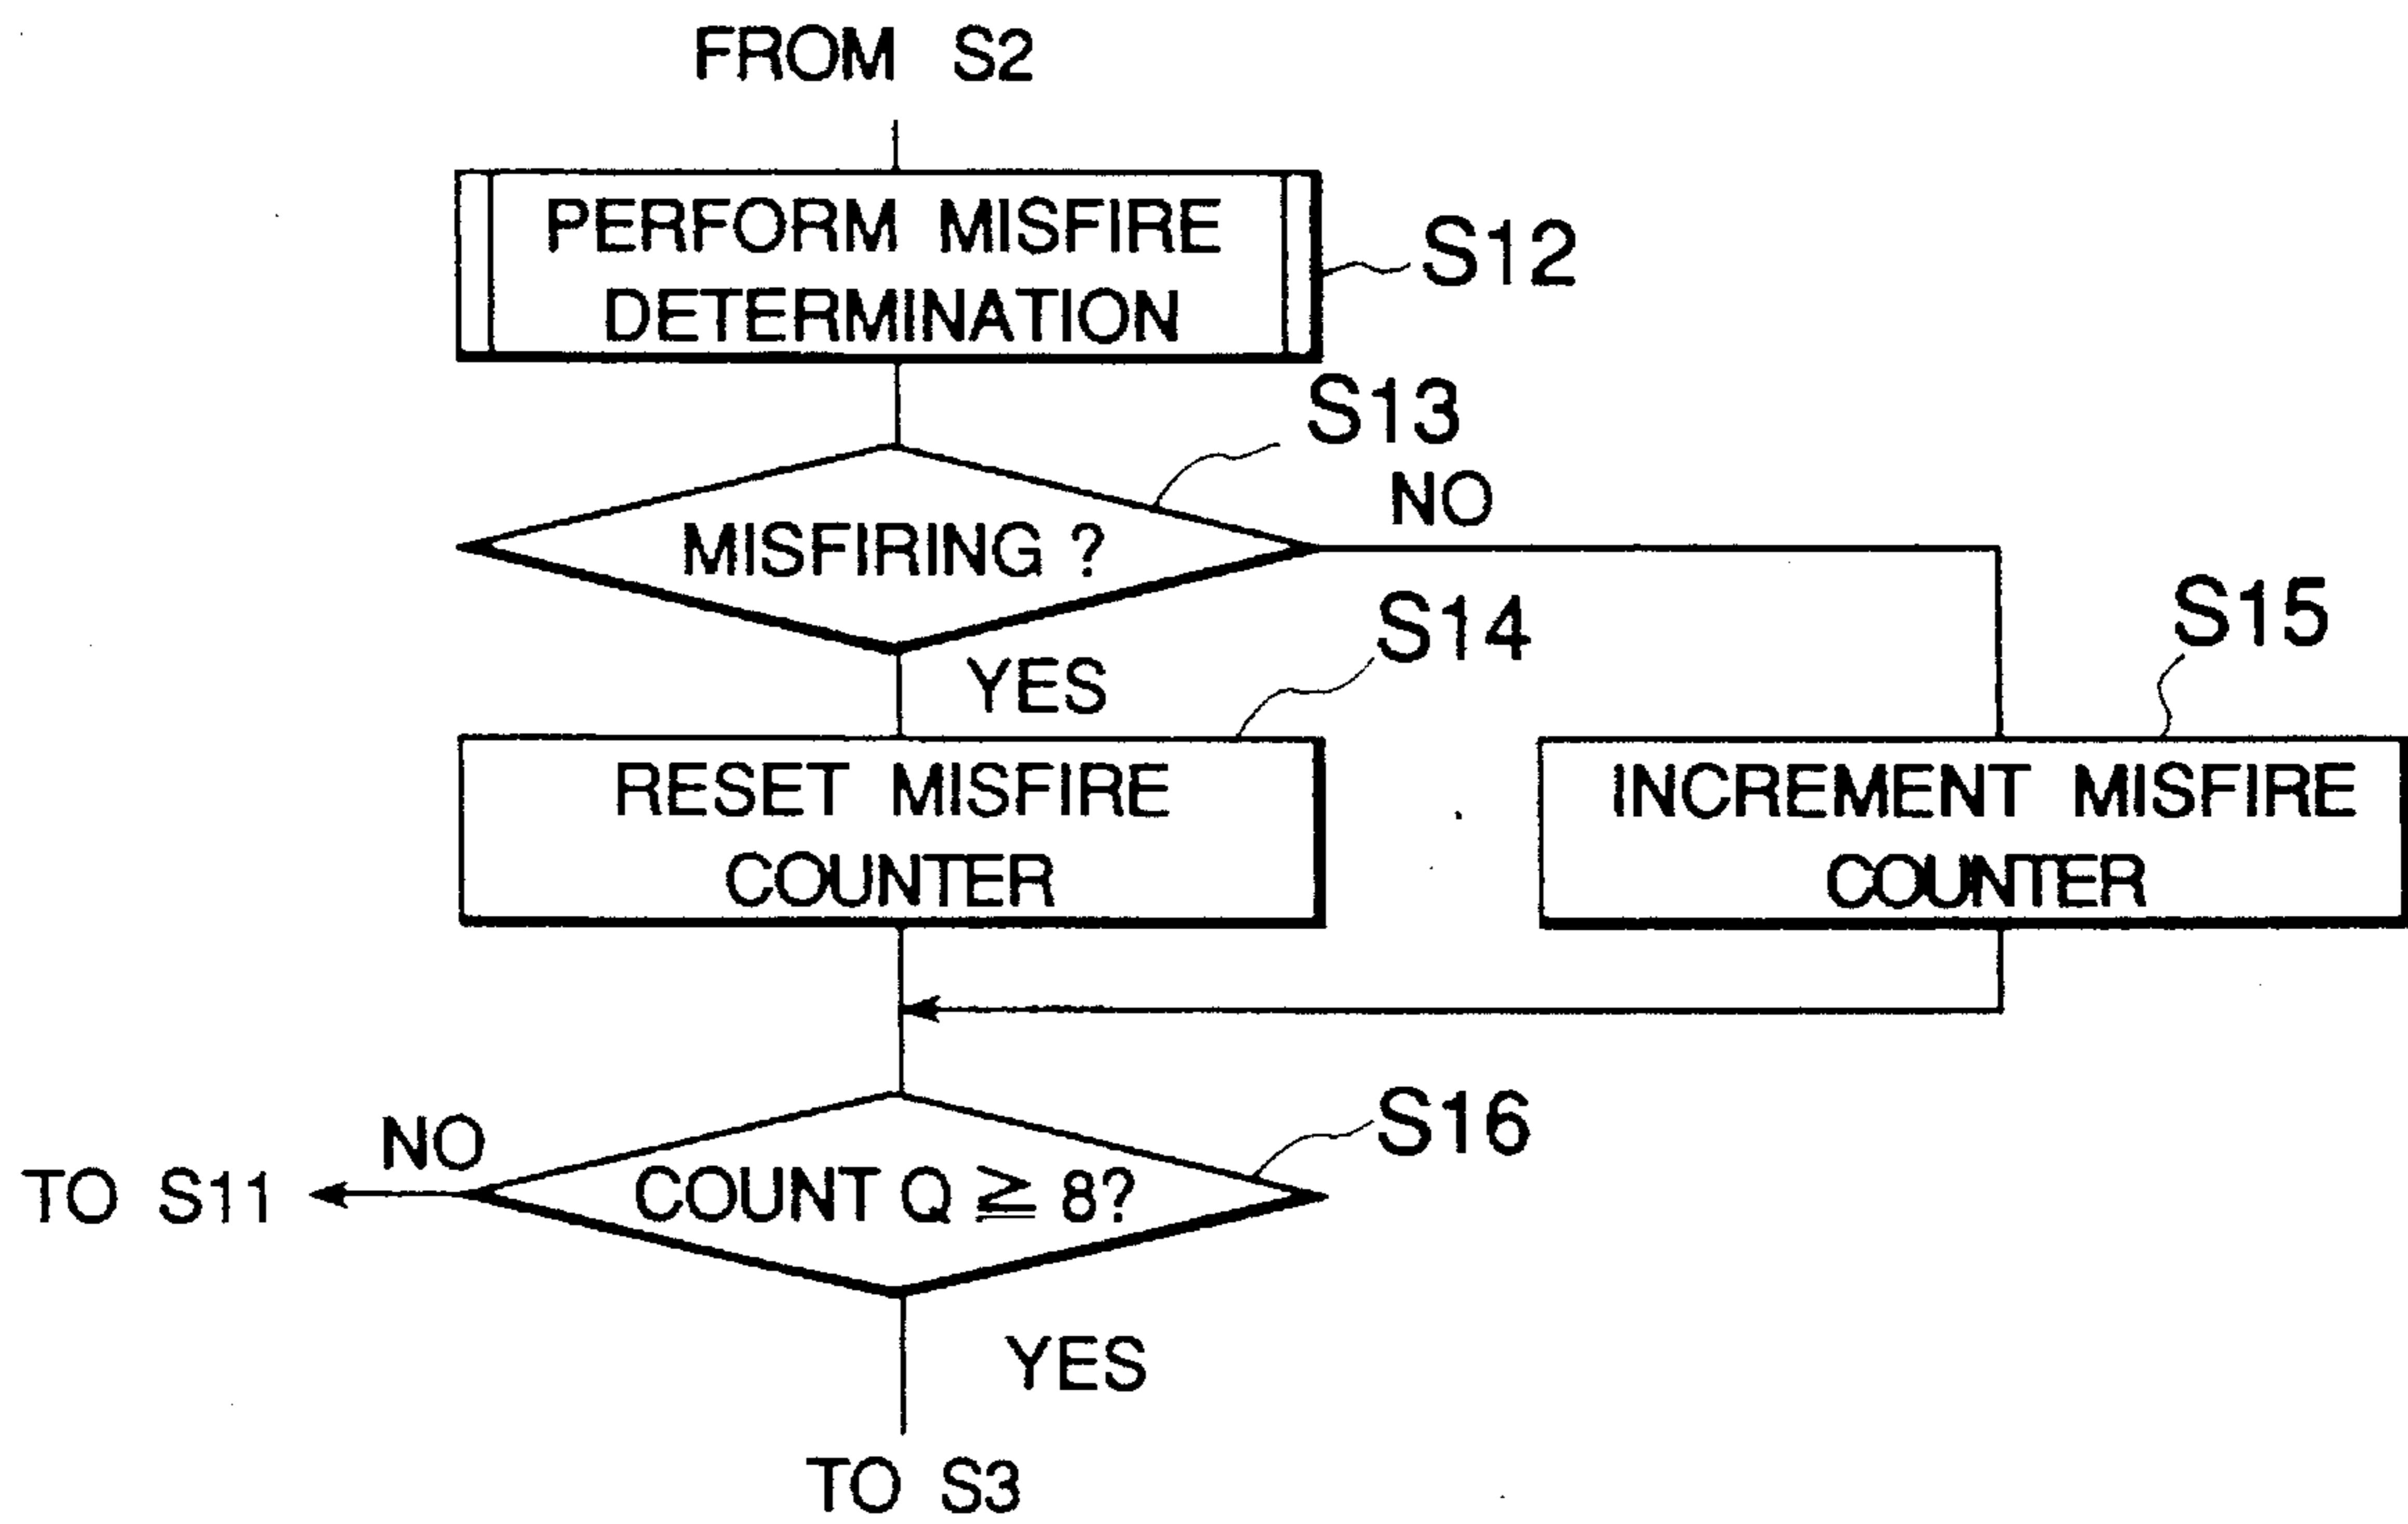 FROM S2
PERFORM MISFIRE
DETERMINATION
S12
S13
MISFIRING ?
NO
YES
S14
S15
RESET MISFIRE
COUNTER
INCREMENT MISFIRE
COUNTER
S16
NO
TO S11
COUNT Q ≧ 8?
YES
TO S3